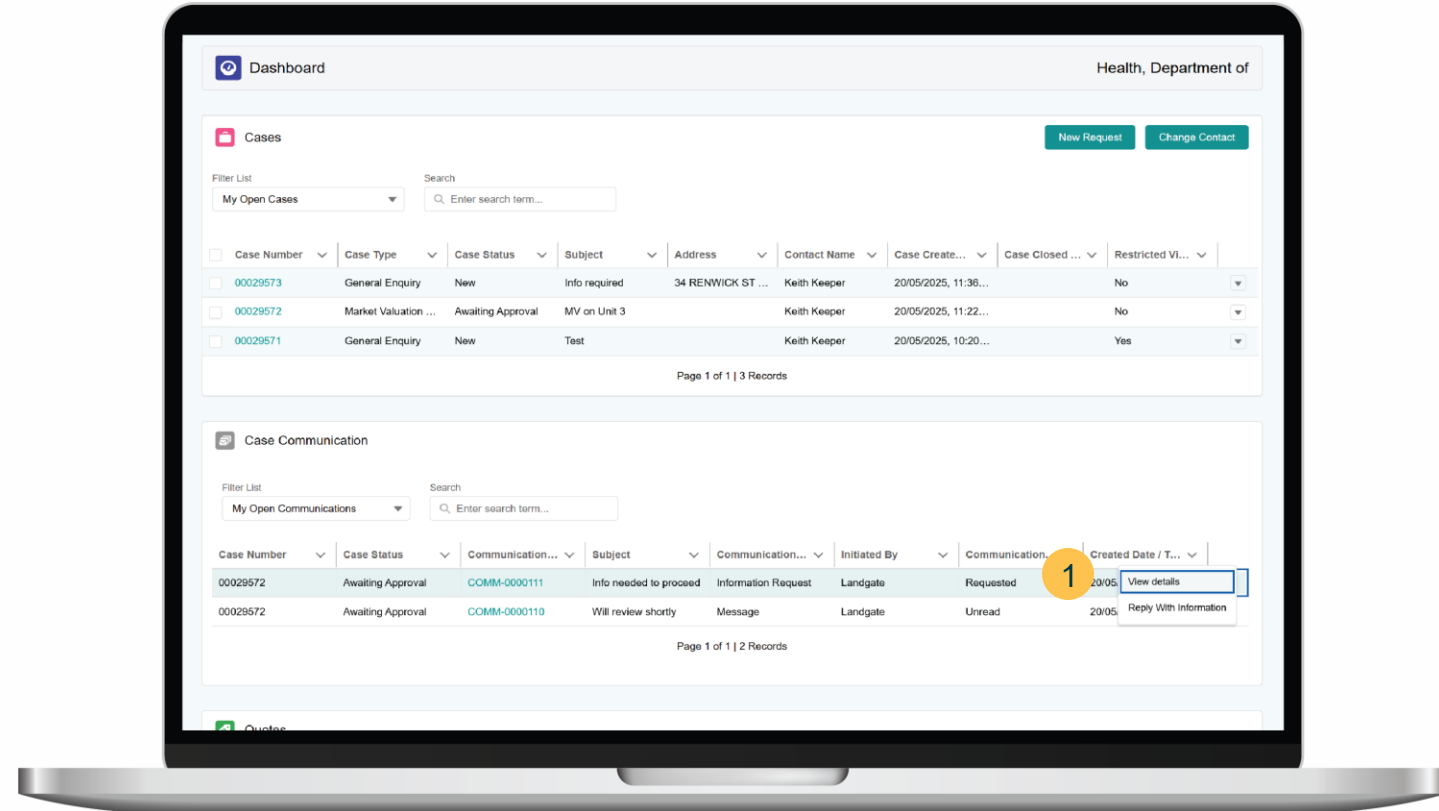 Dashboard Health, Department of
Cases New Request Change Contact
Filter List Search
My Open Cases Enter search term...
Case Number Case Type Case Status Subject Address Contact Name Case Create... Case Closed ... Restricted Vi...
00029573 General Enquiry New Info required 34 RENWICK ST ... Keith Keeper 20/05/2025, 11:36... No
00029572 Market Valuation ... Awaiting Approval MV on Unit 3 Keith Keeper 20/05/2025, 11:22... No
00029571 General Enquiry New Test Keith Keeper 20/05/2025, 10:20... Yes
Page 1 of 1 | 3 Records
Case Communication
Filter List Search
My Open Communications Enter search term...
Case Number Case Status Communication... Subject Communication... Initiated By Communication. Created Date / T...
00029572 Awaiting Approval COMM-0000111 Info needed to proceed Information Request Landgate Requested 1 20/05 View details
00029572 Awaiting Approval COMM-0000110 Will review shortly Message Landgate Unread 20/05 Reply With Information
Page 1 of 1 | 2 Records
Quotes